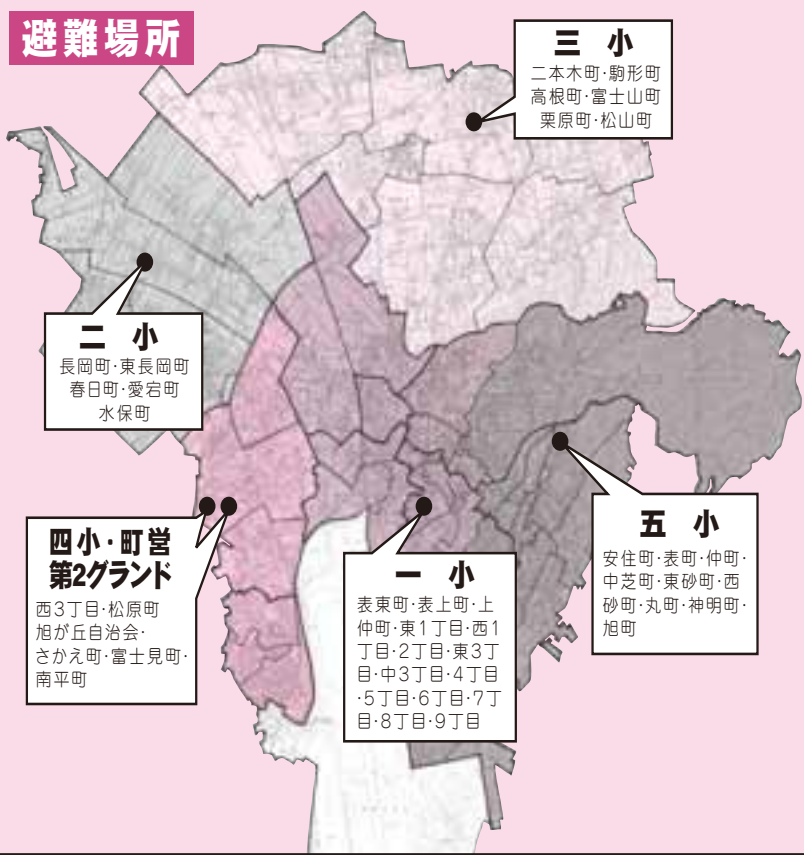 避難場所
三 小
二本木町・駒形町
高根町・富士山町
栗原町・松山町
二 小
長岡町・東長岡町
春日町・愛宕町
水保町
四小・町営
第2グランド
西3丁目・松原町
旭が丘自治会・
さかえ町・富士見町・
南平町
一 小
表東町・表上町・上
仲町・東1丁目・西1
丁目・2丁目・東3丁
目・中3丁目・4丁目
・5丁目・6丁目・7丁
目・8丁目・9丁目
五 小
安住町・表町・仲町・
中芝町・東砂町・西
砂町・丸町・神明町・
旭町